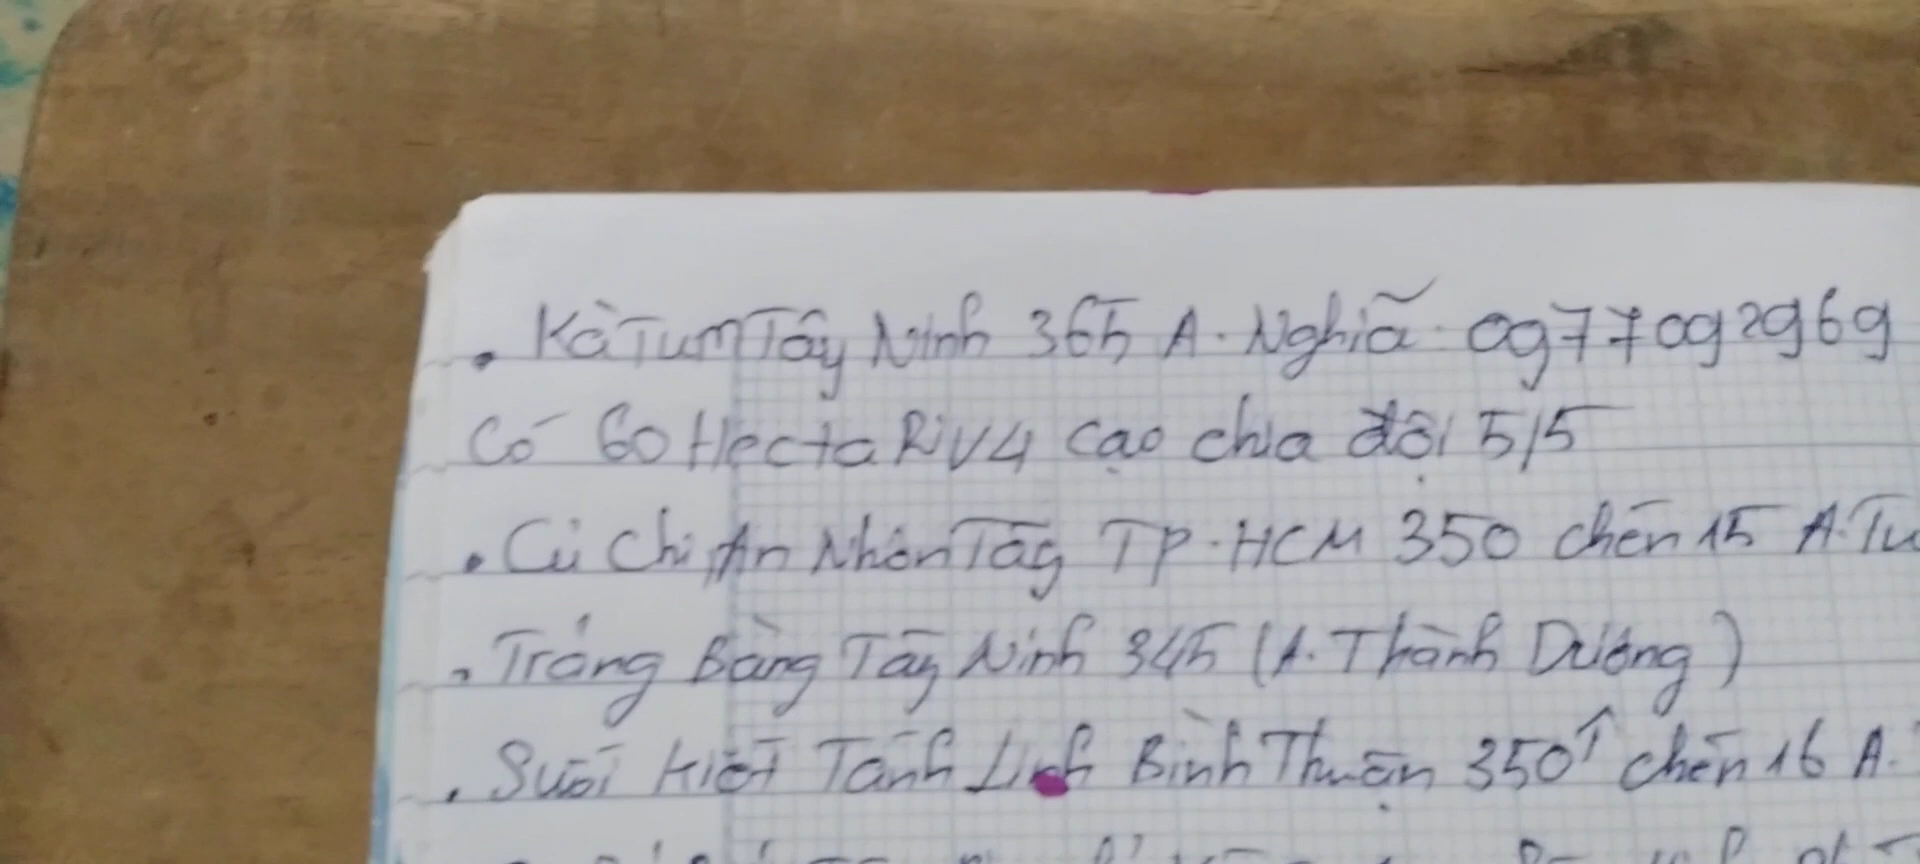 . Kà Tum Tây Ninh 365 A. Nghĩa 0977092969
Có 60 Hecta RiV4 Cạo chia đôi 5/5
. Củ Chi An Nhơn Tây TP.HCM 350 chén 15 A. Tu
. Trảng Bàng Tây Ninh 345 (A. Thành Dương)
. Suối Kiết Tánh Linh Bình Thuận 350↑ chén 16 A.